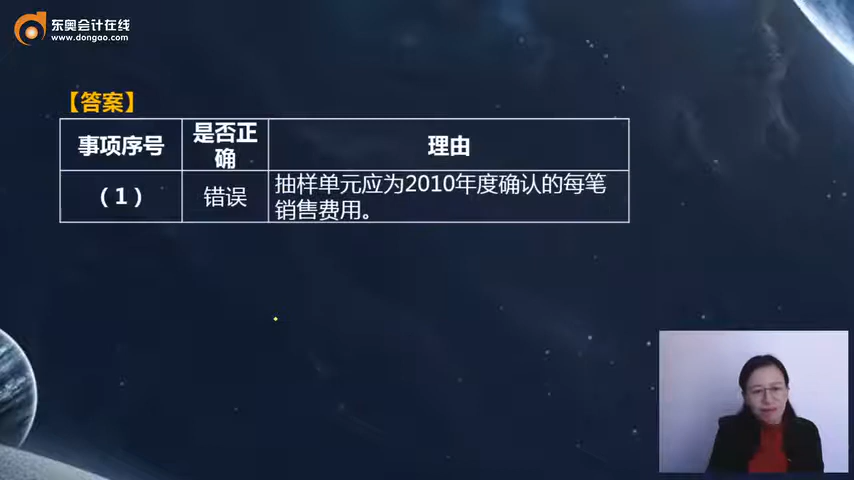 东奥会计在线
www.dongao.com
【答案】
事项序号
是否正
确
理由
（1）
错误
抽样单元应为2010年度确认的每笔
销售费用。